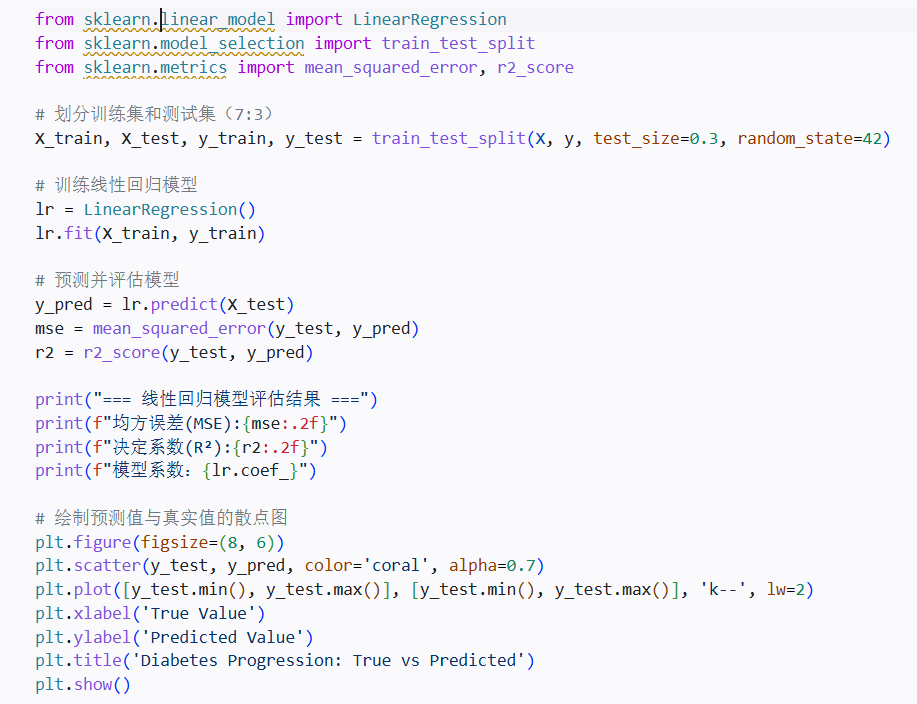 from sklearn.linear_model import LinearRegression
from sklearn.model_selection import train_test_split
from sklearn.metrics import mean_squared_error, r2_score
# 划分训练集和测试集（7:3）
X_train, X_test, y_train, y_test = train_test_split(X, y, test_size=0.3, random_state=42)
# 训练线性回归模型
lr = LinearRegression()
lr.fit(X_train, y_train)
# 预测并评估模型
y_pred = lr.predict(X_test)
mse = mean_squared_error(y_test, y_pred)
r2 = r2_score(y_test, y_pred)
print("=== 线性回归模型评估结果 ===")
print(f"均方误差(MSE):{mse:.2f}")
print(f"决定系数(R²):{r2:.2f}")
print(f"模型系数：{lr.coef_}")
# 绘制预测值与真实值的散点图
plt.figure(figsize=(8, 6))
plt.scatter(y_test, y_pred, color='coral', alpha=0.7)
plt.plot([y_test.min(), y_test.max()], [y_test.min(), y_test.max()], 'k--', lw=2)
plt.xlabel('True Value')
plt.ylabel('Predicted Value')
plt.title('Diabetes Progression: True vs Predicted')
plt.show()